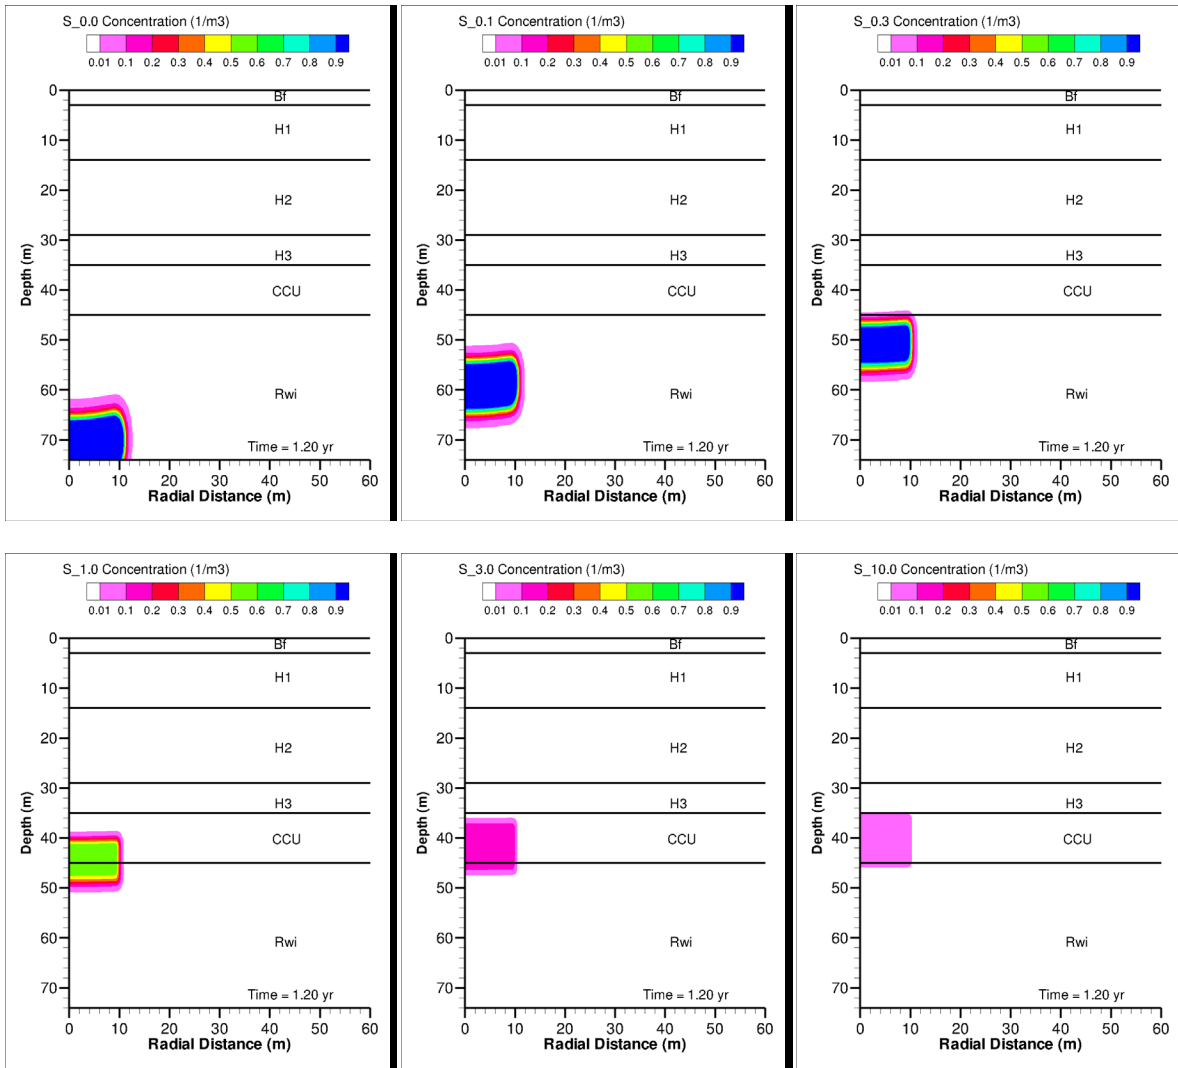 S_0.0 Concentration (1/m3)
0.01 0.1 0.2 0.3 0.4 0.5 0.6 0.7 0.8 0.9
0
10
20
30
40
50
60
70
Depth (m)
Bf
H1
H2
H3
CCU
Rwi
Time = 1.20 yr
0 10 20 30 40 50 60
Radial Distance (m)
S_0.1 Concentration (1/m3)
0.01 0.1 0.2 0.3 0.4 0.5 0.6 0.7 0.8 0.9
0
10
20
30
40
50
60
70
Depth (m)
Bf
H1
H2
H3
CCU
Rwi
Time = 1.20 yr
0 10 20 30 40 50 60
Radial Distance (m)
S_0.3 Concentration (1/m3)
0.01 0.1 0.2 0.3 0.4 0.5 0.6 0.7 0.8 0.9
0
10
20
30
40
50
60
70
Depth (m)
Bf
H1
H2
H3
CCU
Rwi
Time = 1.20 yr
0 10 20 30 40 50 60
Radial Distance (m)
S_1.0 Concentration (1/m3)
0.01 0.1 0.2 0.3 0.4 0.5 0.6 0.7 0.8 0.9
0
10
20
30
40
50
60
70
Depth (m)
Bf
H1
H2
H3
CCU
Rwi
Time = 1.20 yr
0 10 20 30 40 50 60
Radial Distance (m)
S_3.0 Concentration (1/m3)
0.01 0.1 0.2 0.3 0.4 0.5 0.6 0.7 0.8 0.9
0
10
20
30
40
50
60
70
Depth (m)
Bf
H1
H2
H3
CCU
Rwi
Time = 1.20 yr
0 10 20 30 40 50 60
Radial Distance (m)
S_10.0 Concentration (1/m3)
0.01 0.1 0.2 0.3 0.4 0.5 0.6 0.7 0.8 0.9
0
10
20
30
40
50
60
70
Depth (m)
Bf
H1
H2
H3
CCU
Rwi
Time = 1.20 yr
0 10 20 30 40 50 60
Radial Distance (m)